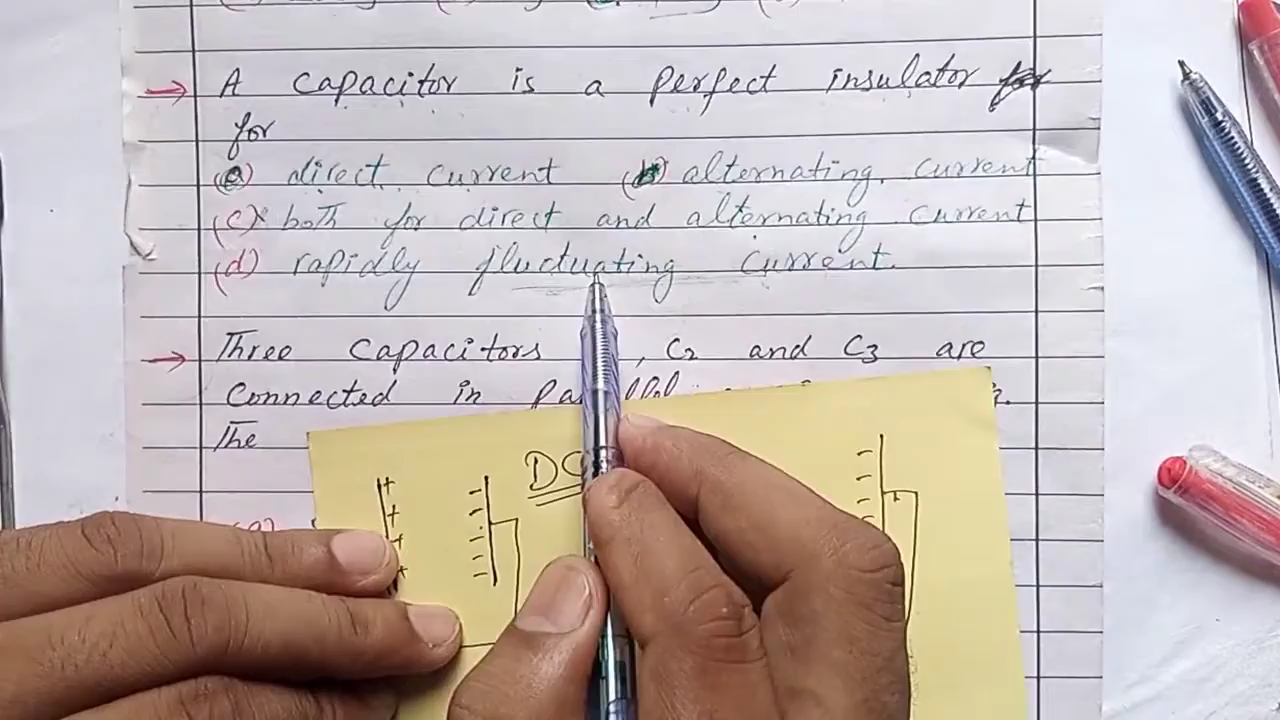 → A capacitor is a perfect insulator for
for
(a) direct current (b) alternating current
(c) both for direct and alternating current
(d) rapidly fluctuating current.
→ Three capacitors , C2 and C3 are
Connected in
The
DC